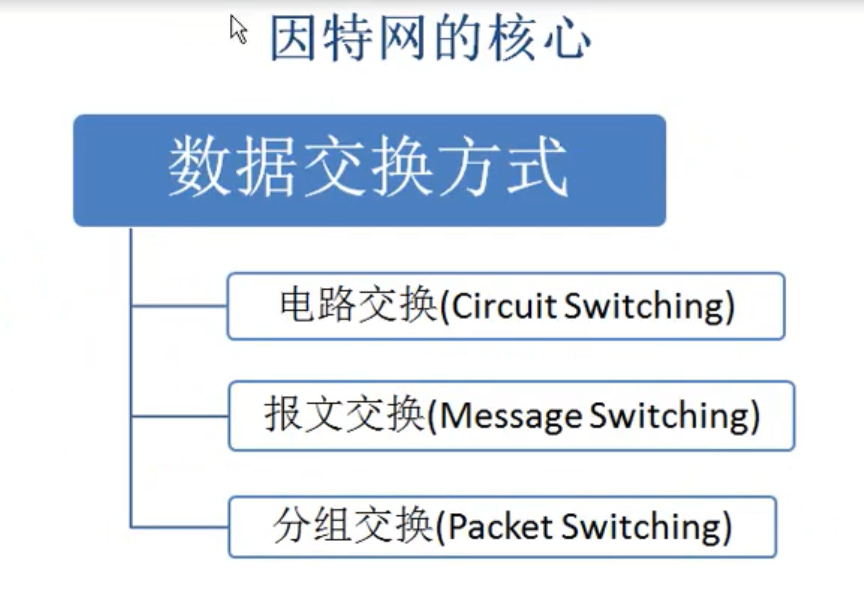 因特网的核心
数据交换方式
电路交换(Circuit Switching)
报文交换(Message Switching)
分组交换(Packet Switching)